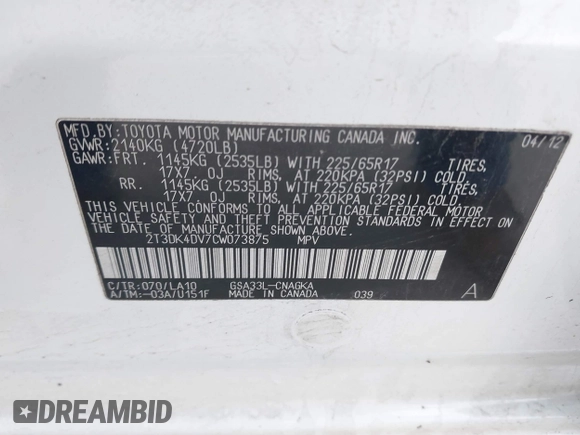 MFD.BY:TOYOTA MOTOR MANUFACTURING CANADA INC. 04/12
GVWR:2140KG (4720LB)
GAWR:FRT. 1145KG (2535LB) WITH 225/65R17 TIRES,
17X7.0J RIMS, AT 220KPA (32PSI) COLD.
RR. 1145KG (2535LB) WITH 225/65R17 TIRES,
17X7.0J RIMS, AT 220KPA (32PSI) COLD.
THIS VEHICLE CONFORMS TO ALL APPLICABLE FEDERAL MOTOR
VEHICLE SAFETY AND THEFT PREVENTION STANDARDS IN EFFECT ON
THE DATE OF MANUFACTURE SHOWN ABOVE.
2T3DK4DV7CW073875 MPV
C/TR:070/LA10 GSA33L-CNAGKA
A/TM:-03A/U151F MADE IN CANADA 039 A
DREAMBID